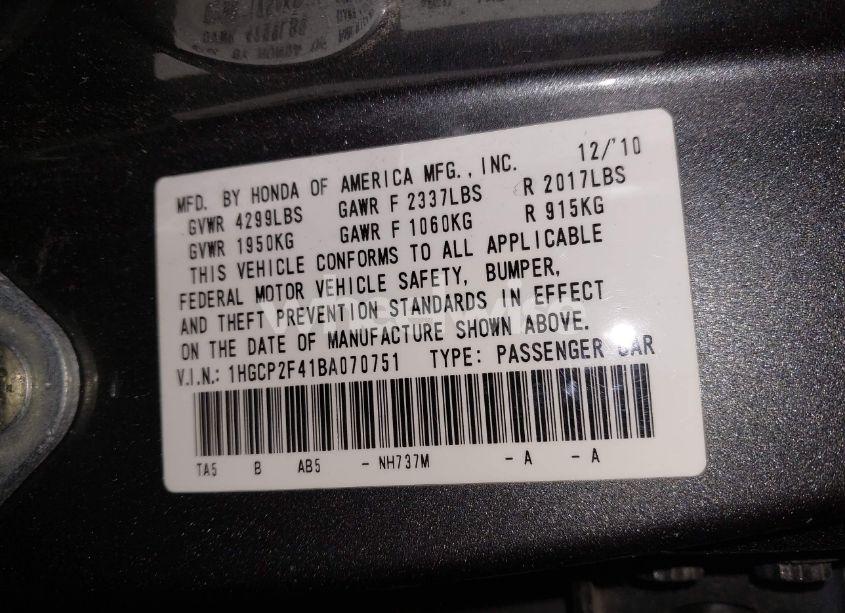 MFD. BY HONDA OF AMERICA MFG., INC. 12/'10
GVWR 4299LBS GAWR F 2337LBS R 2017LBS
GVWR 1950KG GAWR F 1060KG R 915KG
THIS VEHICLE CONFORMS TO ALL APPLICABLE
FEDERAL MOTOR VEHICLE SAFETY, BUMPER,
AND THEFT PREVENTION STANDARDS IN EFFECT
ON THE DATE OF MANUFACTURE SHOWN ABOVE.
V.I.N.: 1HGCP2F41BA070751 TYPE: PASSENGER CAR
TA5 B AB5 - NH737M - A - A